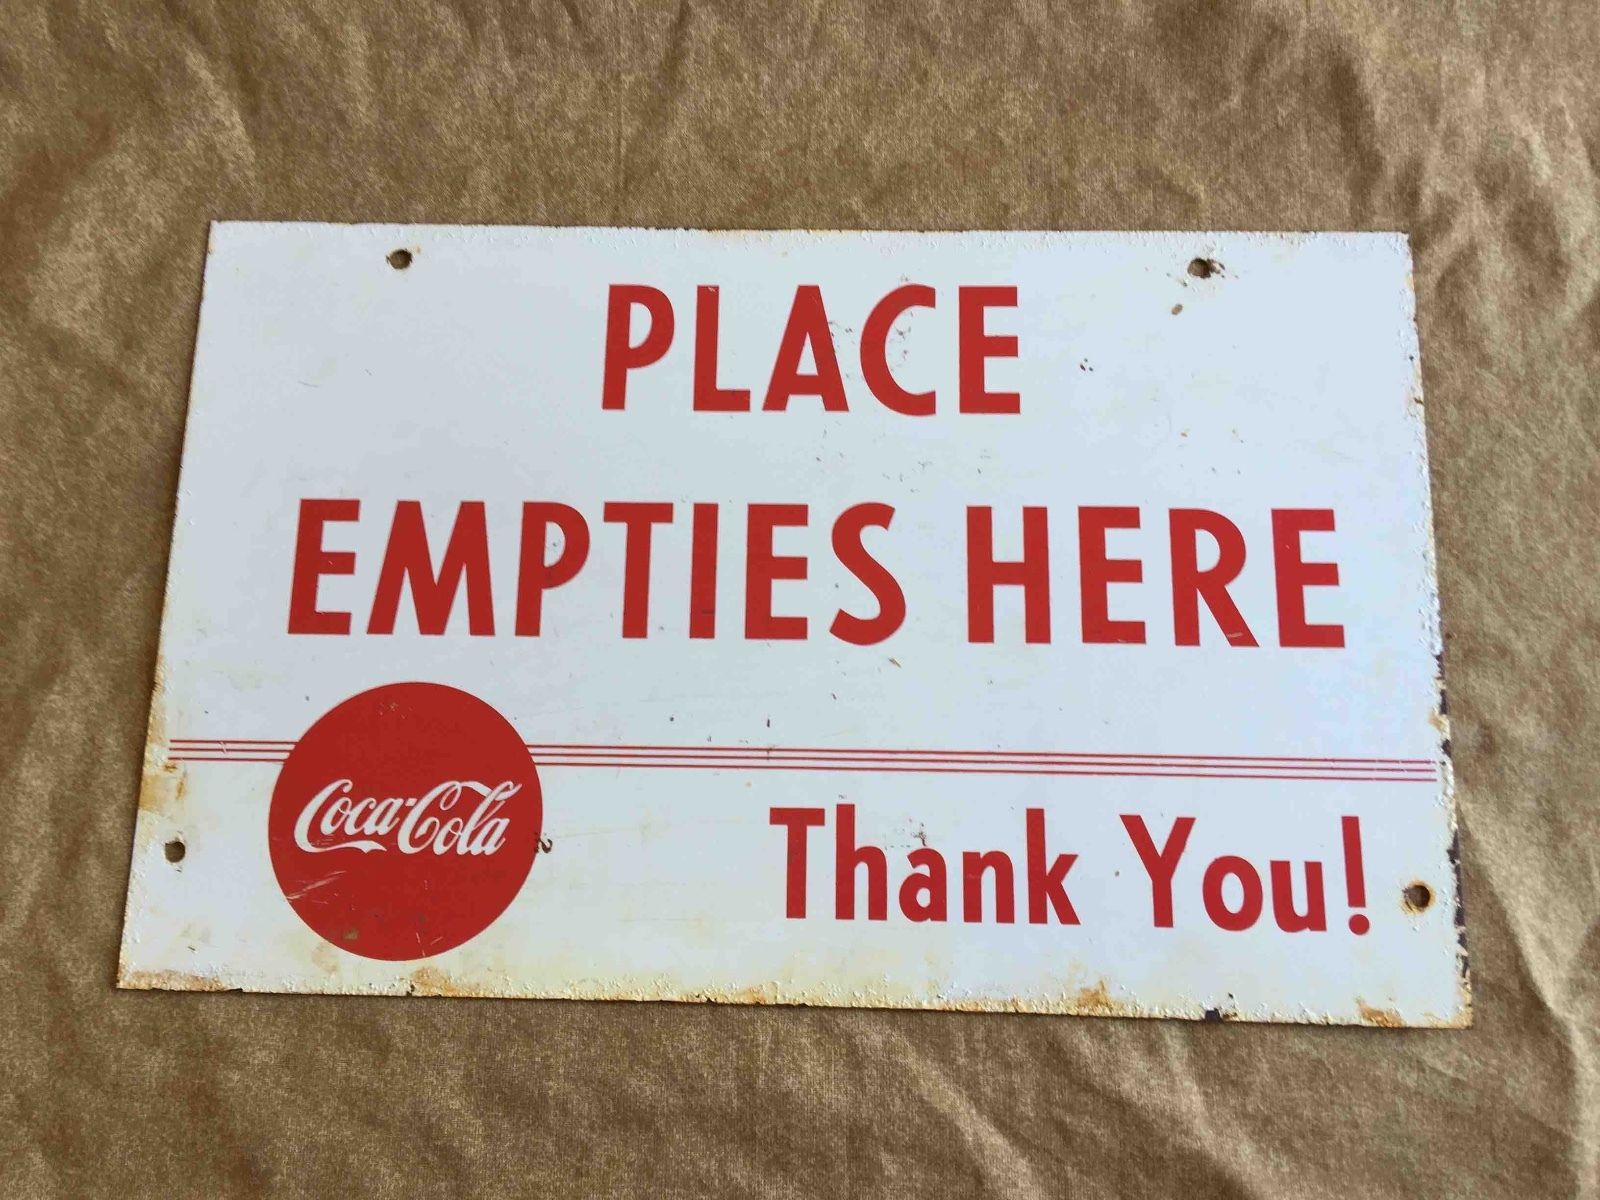 PLACE
EMPTIES HERE
Coca-Cola
Thank You!